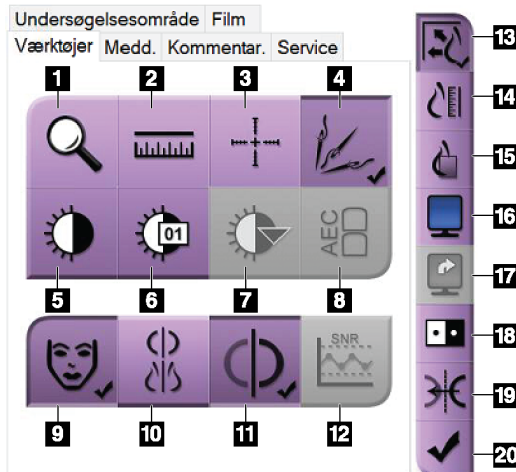 Undersøgelsesområde Film
Værktøjer Medd. Kommentar. Service
1 2 3 4
01
AEC
5 6 7 8
SNR
9 10 11 12
13
14
15
16
17
18
19
20